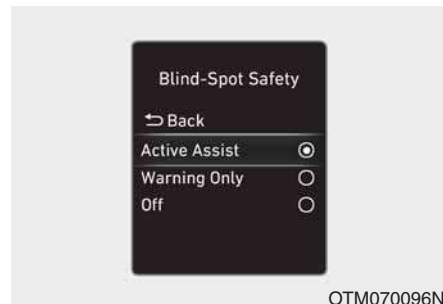 Blind-Spot Safety
⮌ Back
Active Assist
Warning Only
Off
OTM070096N